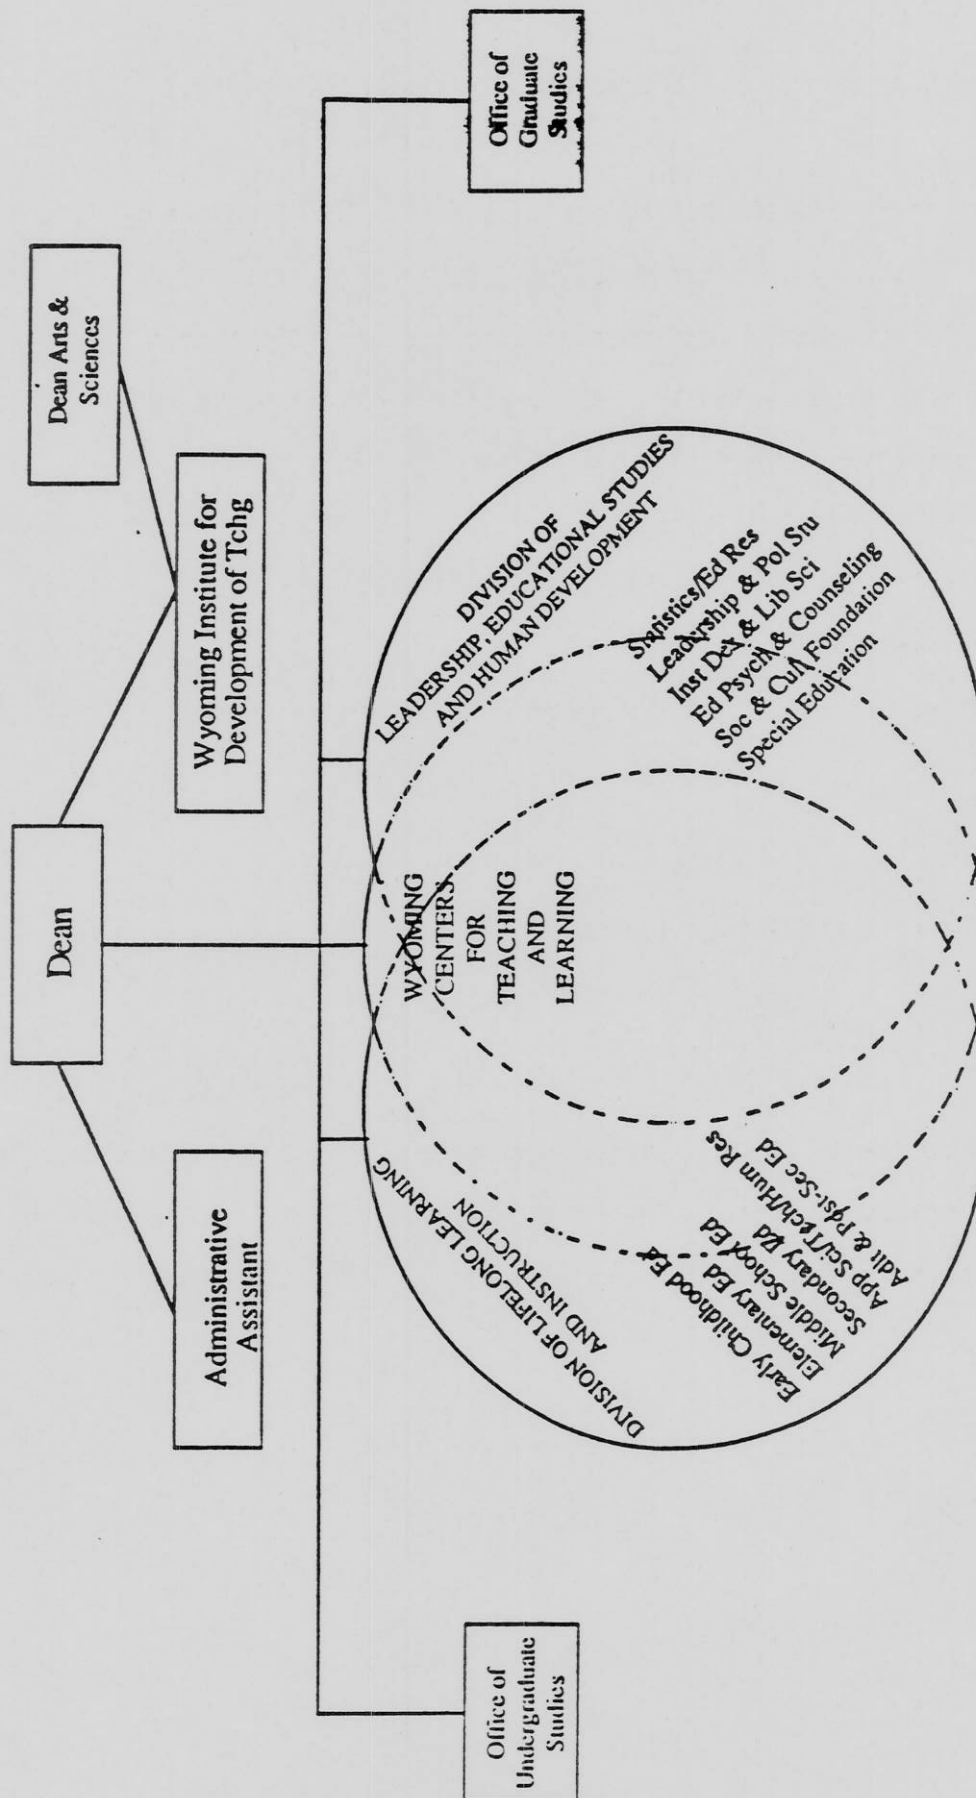 Dean
Dean Arts &
Sciences
Administrative
Assistant
Wyoming Institute for
Development of Tchg
Office of
Undergraduate
Studies
Office of
Graduate
Studies
DIVISION OF LIFELONG LEARNING
AND INSTRUCTION
WYOMING
CENTERS
FOR
TEACHING
AND
LEARNING
DIVISION OF
LEADERSHIP, EDUCATIONAL STUDIES
AND HUMAN DEVELOPMENT
Early Childhood Ed
Elementary Ed
Middle School Ed
Secondary Ed
App Sci/Tech/Hum Res
Adlt & Pgst-Sec Ed
Statistics/Ed Res
Leadership & Pol Stu
Inst Dev & Lib Sci
Ed Psych & Counseling
Soc & Cult Foundation
Special Education